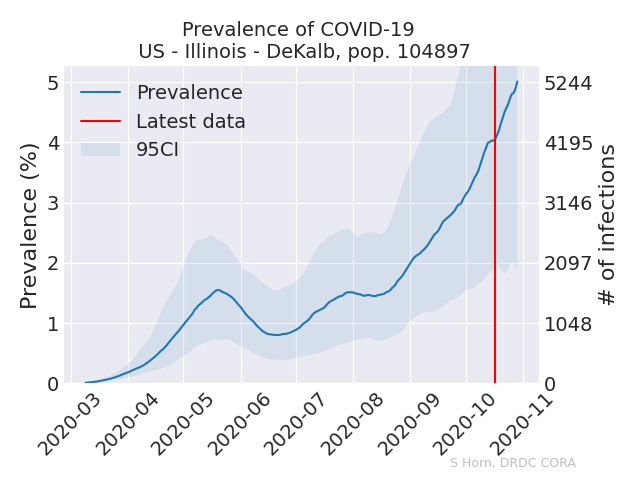 Prevalence of COVID-19
US - Illinois - DeKalb, pop. 104897
Prevalence
Latest data
95CI
Prevalence (%)
5
4
3
2
1
0
5244
4195
3146
2097
1048
0
# of infections
2020-03
2020-04
2020-05
2020-06
2020-07
2020-08
2020-09
2020-10
2020-11
S Horn, DRDC CORA